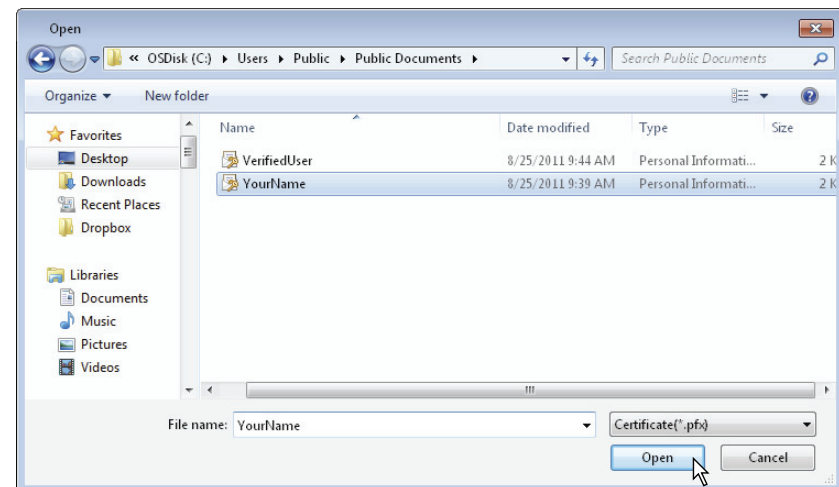 Open
« OSDisk (C:) ▸ Users ▸ Public ▸ Public Documents ▸ Search Public Documents
Organize New folder
Name Date modified Type Size
Favorites
Desktop
Downloads
Recent Places
Dropbox
Libraries
Documents
Music
Pictures
Videos
VerifiedUser 8/25/2011 9:44 AM Personal Informati... 2 K
YourName 8/25/2011 9:39 AM Personal Informati... 2 K
File name: YourName Certificate(*.pfx)
Open Cancel